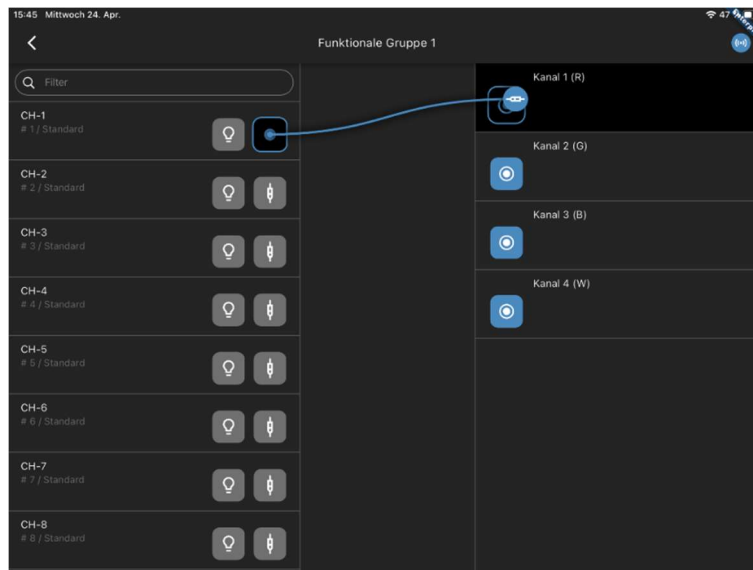 15:45 Mittwoch 24. Apr.
47
Funktionale Gruppe 1
Filter
CH-1
# 1 / Standard
CH-2
# 2 / Standard
CH-3
# 3 / Standard
CH-4
# 4 / Standard
CH-5
# 5 / Standard
CH-6
# 6 / Standard
CH-7
# 7 / Standard
CH-8
# 8 / Standard
Kanal 1 (R)
Kanal 2 (G)
Kanal 3 (B)
Kanal 4 (W)